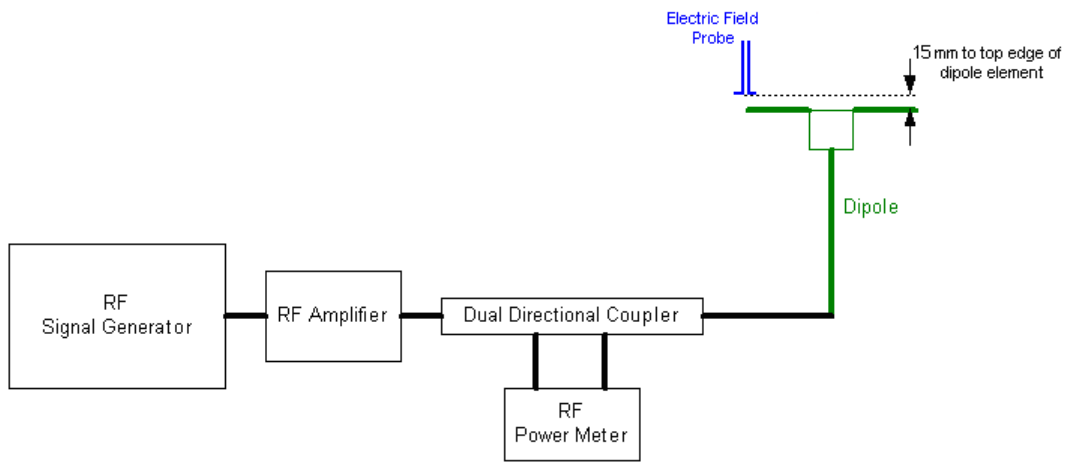 Electric Field
Probe
15 mm to top edge of
dipole element
Dipole
RF
Signal Generator
RF Amplifier
Dual Directional Coupler
RF
Power Meter